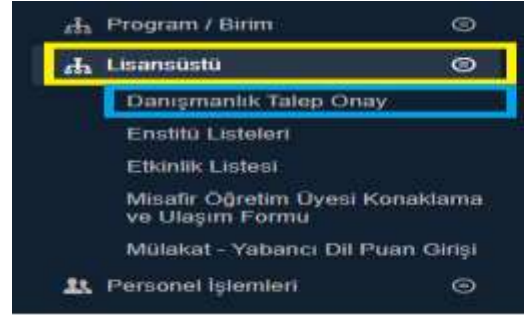 Program / Birim
Lisansüstü
Danışmanlık Talep Onay
Enstitü Listeleri
Etkinlik Listesi
Misafir Öğretim Üyesi Konaklama
ve Ulaşım Formu
Mülakat - Yabancı Dil Puan Girişi
Personel İşlemleri